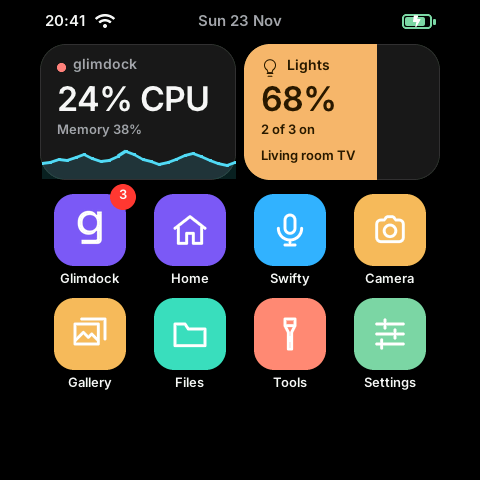 20:41
Sun 23 Nov
glimdock
24% CPU
Memory 38%
Lights
68%
2 of 3 on
Living room TV
g
3
Glimdock
Home
Swifty
Camera
Gallery
Files
Tools
Settings